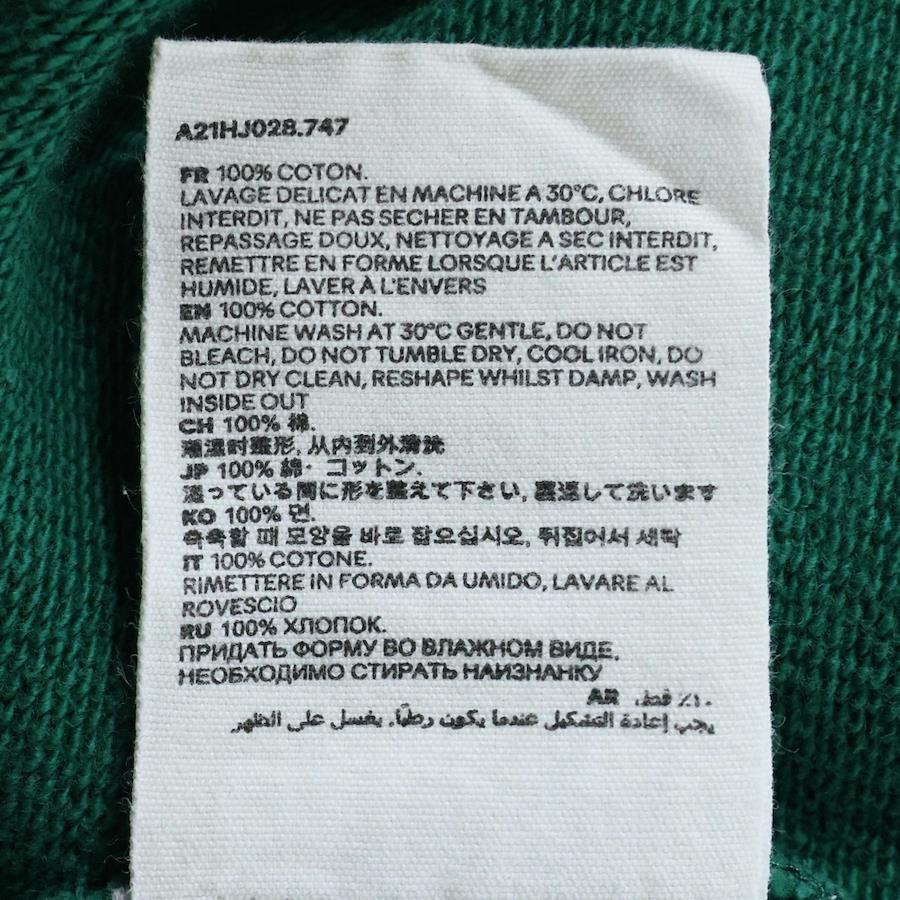 A21HJ028.747
FR 100% COTON.
LAVAGE DELICAT EN MACHINE A 30°C, CHLORE
INTERDIT, NE PAS SECHER EN TAMBOUR,
REPASSAGE DOUX, NETTOYAGE A SEC INTERDIT,
REMETTRE EN FORME LORSQUE L'ARTICLE EST
HUMIDE, LAVER À L'ENVERS
EN 100% COTTON.
MACHINE WASH AT 30°C GENTLE, DO NOT
BLEACH, DO NOT TUMBLE DRY, COOL IRON, DO
NOT DRY CLEAN, RESHAPE WHILST DAMP, WASH
INSIDE OUT
CH 100% 棉.
时整形, 从内到外清洗
JP 100% 綿· コットン.
っている間に形を整えて下さい, 裏返して洗います
KO 100% 면.
축축할 때 모양을 바로 잡으십시오, 뒤집어서 세탁
IT 100% COTONE.
RIMETTERE IN FORMA DA UMIDO, LAVARE AL
ROVESCIO
RU 100% ХЛОПОК.
ПРИДАТЬ ФОРМУ ВО ВЛАЖНОМ ВИДЕ.
НЕОБХОДИМО СТИРАТЬ НАИЗНАНКУ
قطن. AR
يجب إعادة التشكيل عندما يكون رطبًا. يغسل على الظهر